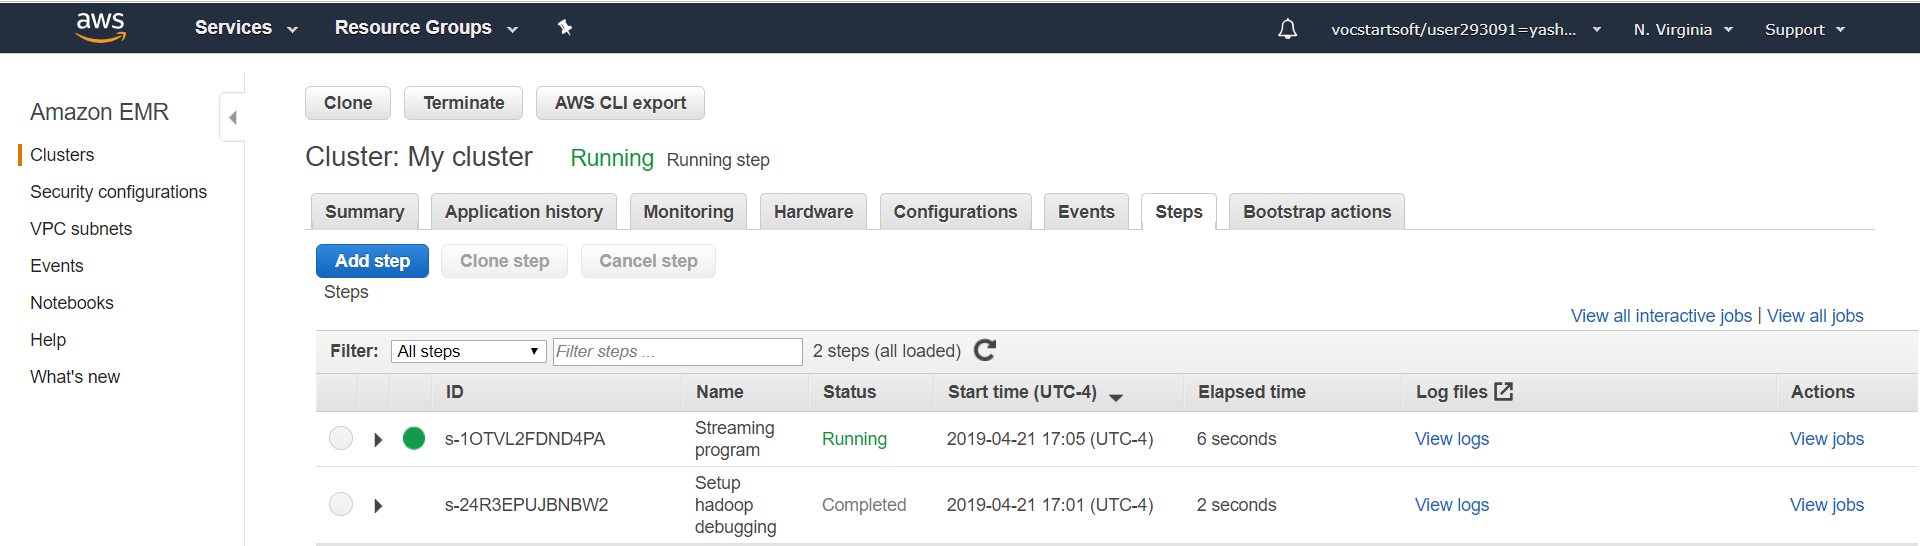 aws Services Resource Groups vocstartsoft/user293091=yash... N. Virginia Support
Amazon EMR
Clusters
Security configurations
VPC subnets
Events
Notebooks
Help
What's new
Clone Terminate AWS CLI export
Cluster: My cluster Running Running step
Summary Application history Monitoring Hardware Configurations Events Steps Bootstrap actions
Add step Clone step Cancel step
Steps
View all interactive jobs | View all jobs
Filter: All steps Filter steps ... 2 steps (all loaded)
ID Name Status Start time (UTC-4) Elapsed time Log files Actions
s-1OTVL2FDND4PA Streaming program Running 2019-04-21 17:05 (UTC-4) 6 seconds View logs View jobs
s-24R3EPUJBNBW2 Setup hadoop debugging Completed 2019-04-21 17:01 (UTC-4) 2 seconds View logs View jobs